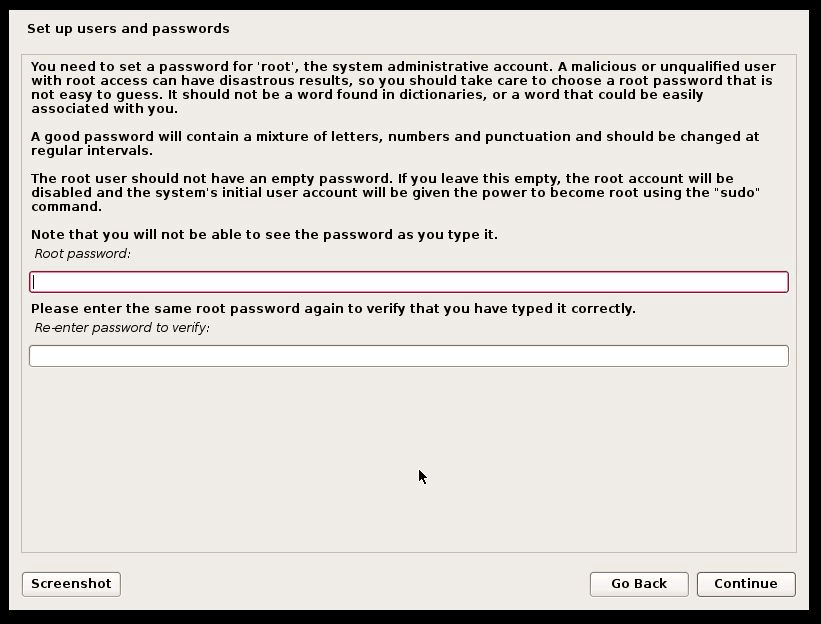 Set up users and passwords
You need to set a password for 'root', the system administrative account. A malicious or unqualified user
with root access can have disastrous results, so you should take care to choose a root password that is
not easy to guess. It should not be a word found in dictionaries, or a word that could be easily
associated with you.
A good password will contain a mixture of letters, numbers and punctuation and should be changed at
regular intervals.
The root user should not have an empty password. If you leave this empty, the root account will be
disabled and the system's initial user account will be given the power to become root using the "sudo"
command.
Note that you will not be able to see the password as you type it.
Root password:
Please enter the same root password again to verify that you have typed it correctly.
Re-enter password to verify:
Screenshot
Go Back
Continue